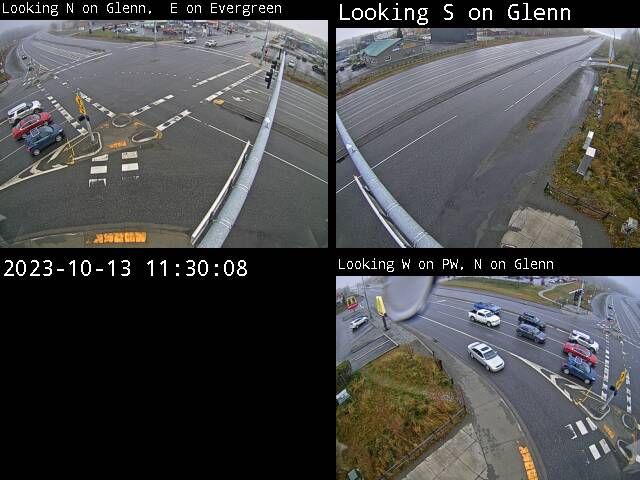 Looking N on Glenn,  E on Evergreen
Looking S on Glenn
2023-10-13 11:30:08
Looking W on PW, N on Glenn